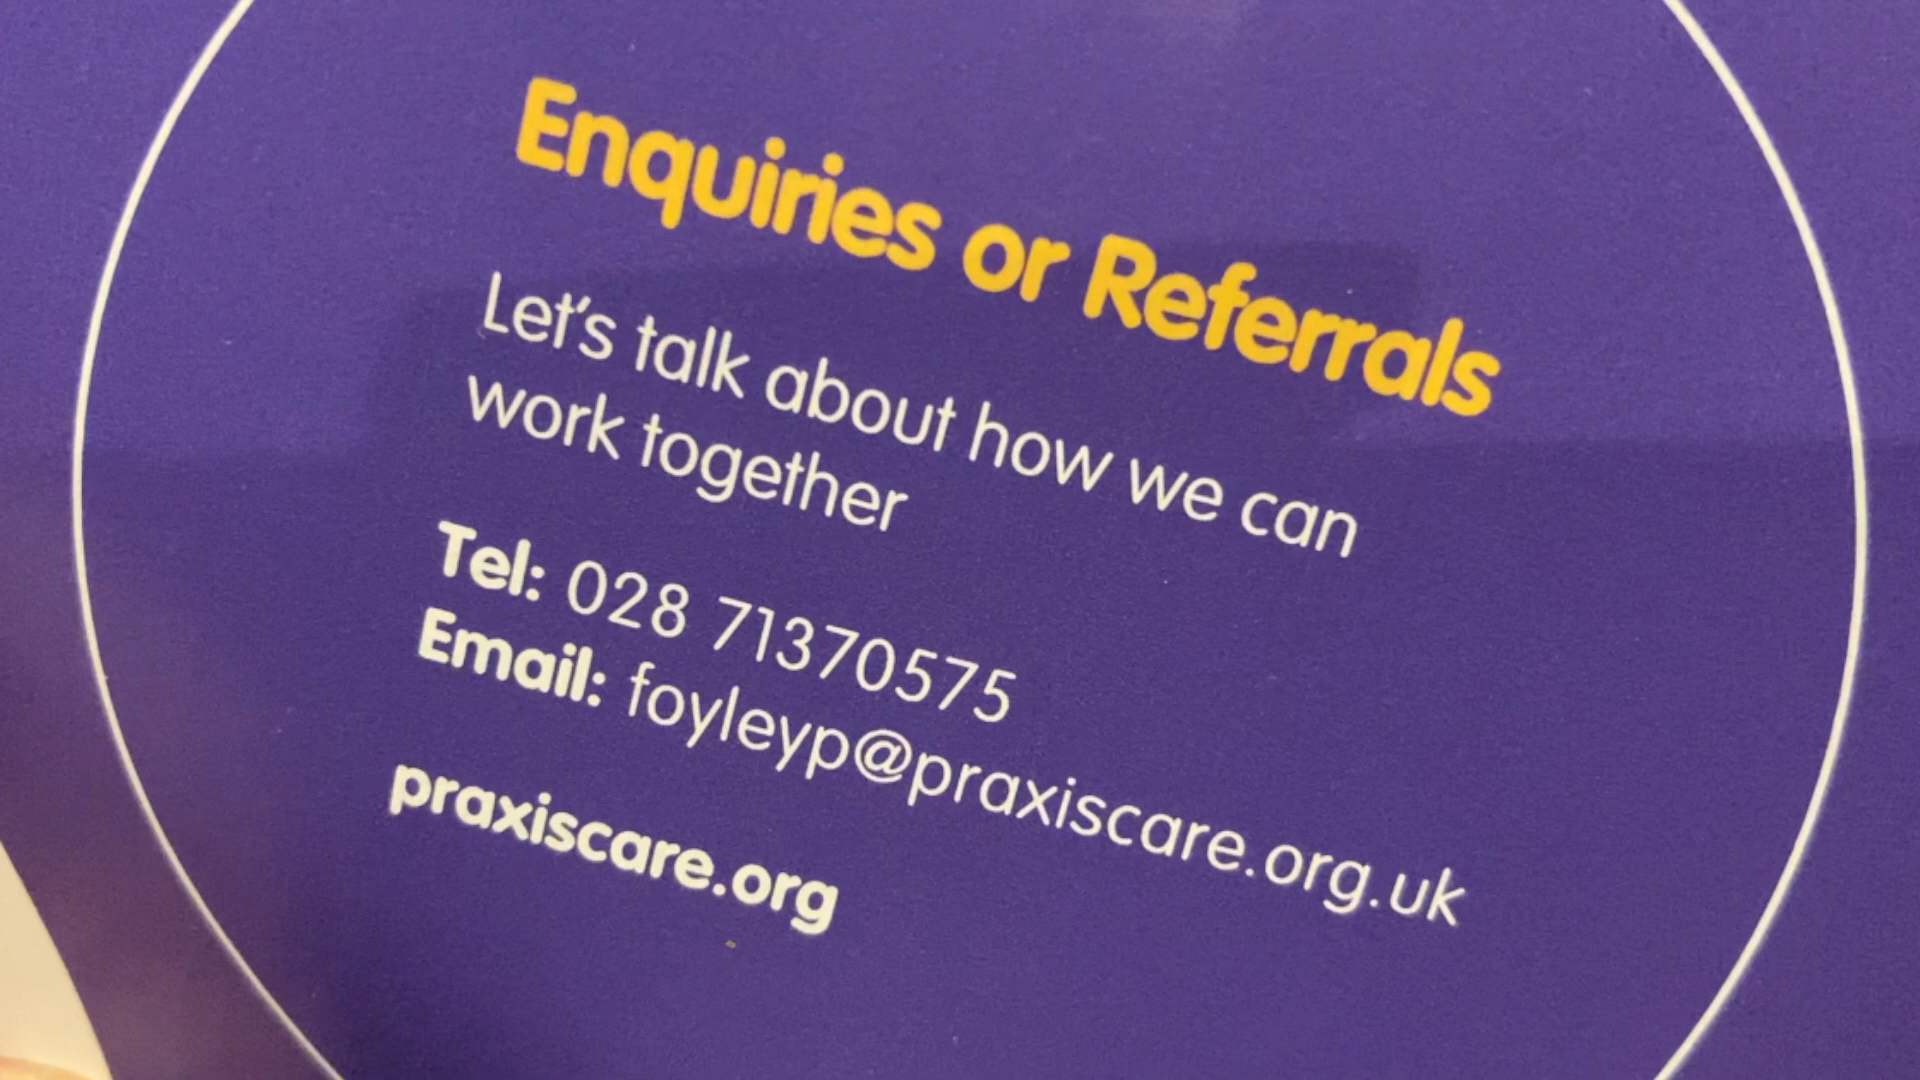 Enquiries or Referrals
Let's talk about how we can
work together
Tel: 028 71370575
Email: foyleyp@praxiscare.org.uk
praxiscare.org